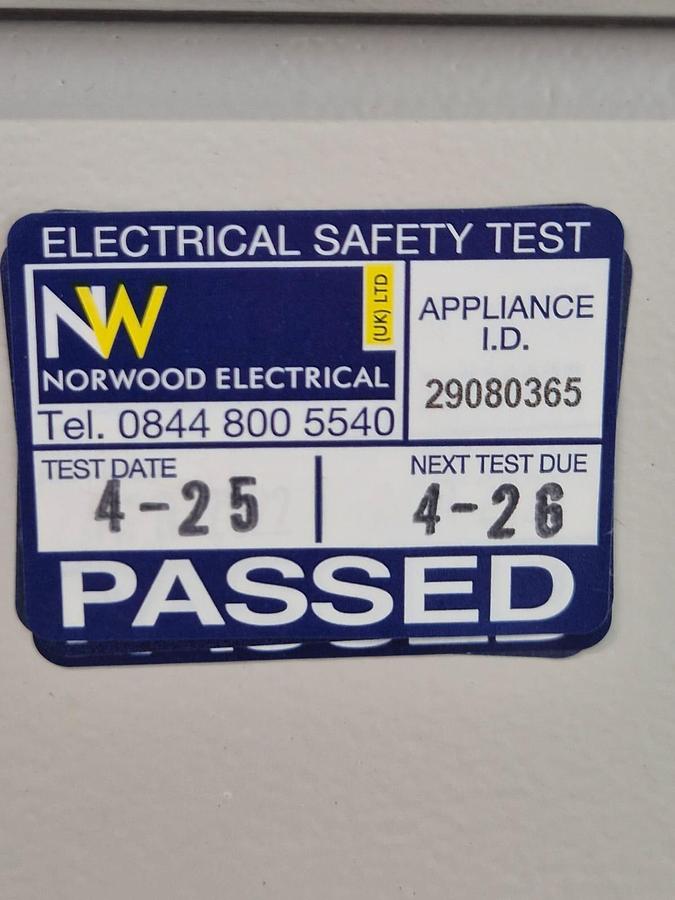 ELECTRICAL SAFETY TEST
NW
(UK) LTD
NORWOOD ELECTRICAL
Tel. 0844 800 5540
APPLIANCE
I.D.
29080365
TEST DATE
4-25
NEXT TEST DUE
4-26
PASSED